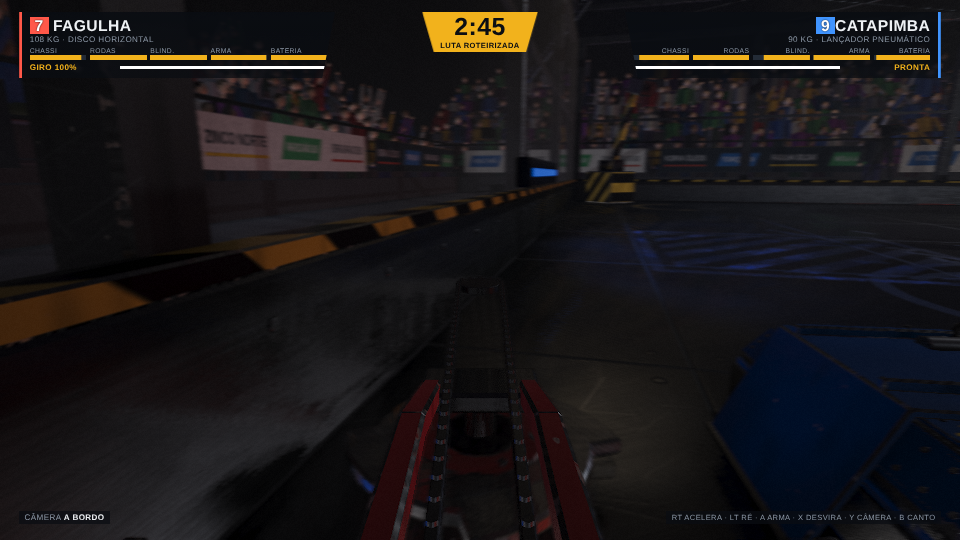 7 FAGULHA
108 KG · DISCO HORIZONTAL
CHASSI RODAS BLIND. ARMA BATERIA
GIRO 100%
2:45
LUTA ROTEIRIZADA
9 CATAPIMBA
90 KG · LANÇADOR PNEUMÁTICO
CHASSI RODAS BLIND. ARMA BATERIA
PRONTA
ZINCO NORTE
CÂMERA A BORDO
RT ACELERA · LT RÉ · A ARMA · X DESVIRA · Y CÂMERA · B CANTO